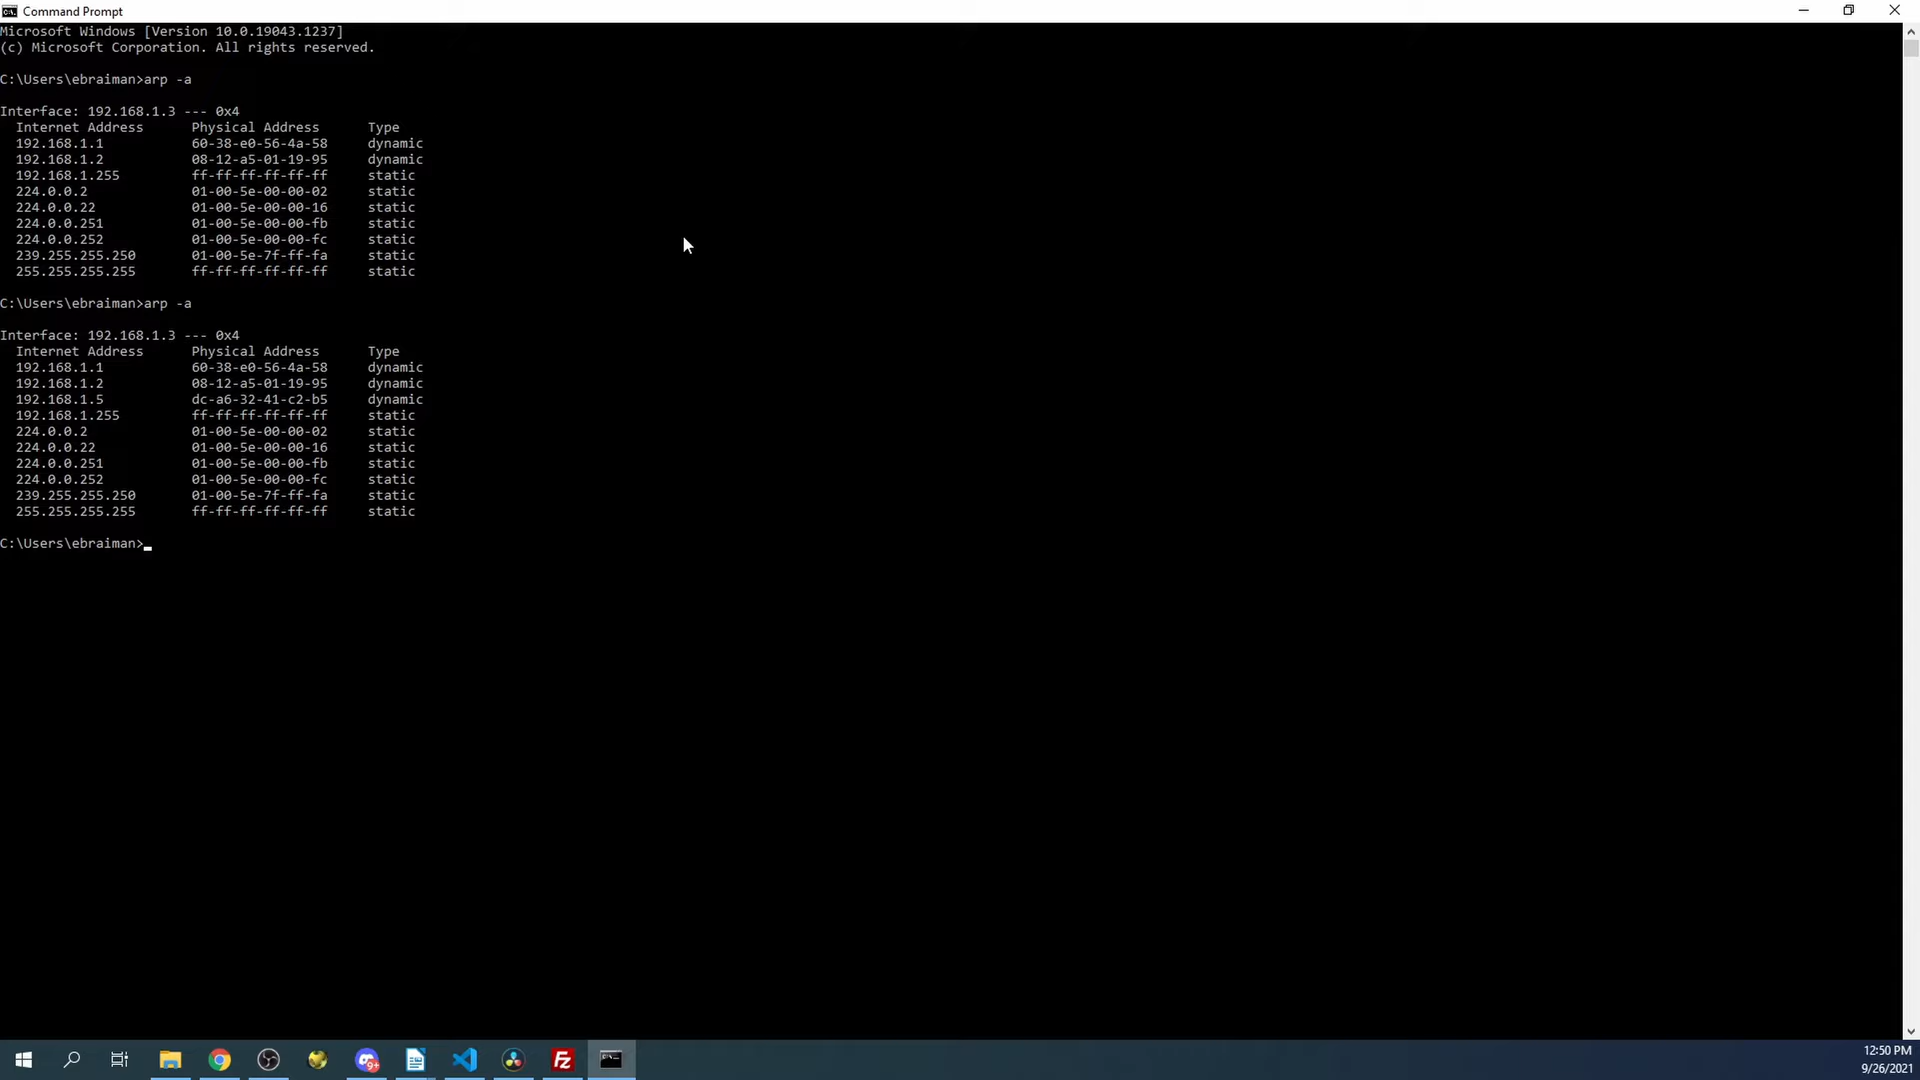 Command Prompt
Microsoft Windows [Version 10.0.19043.1237]
(c) Microsoft Corporation. All rights reserved.
C:\Users\ebraiman>arp -a
Interface: 192.168.1.3 --- 0x4
Internet Address Physical Address Type
192.168.1.1 60-38-e0-56-4a-58 dynamic
192.168.1.2 08-12-a5-01-19-95 dynamic
192.168.1.255 ff-ff-ff-ff-ff-ff static
224.0.0.2 01-00-5e-00-00-02 static
224.0.0.22 01-00-5e-00-00-16 static
224.0.0.251 01-00-5e-00-00-fb static
224.0.0.252 01-00-5e-00-00-fc static
239.255.255.250 01-00-5e-7f-ff-fa static
255.255.255.255 ff-ff-ff-ff-ff-ff static
C:\Users\ebraiman>arp -a
Interface: 192.168.1.3 --- 0x4
Internet Address Physical Address Type
192.168.1.1 60-38-e0-56-4a-58 dynamic
192.168.1.2 08-12-a5-01-19-95 dynamic
192.168.1.5 dc-a6-32-41-c2-b5 dynamic
192.168.1.255 ff-ff-ff-ff-ff-ff static
224.0.0.2 01-00-5e-00-00-02 static
224.0.0.22 01-00-5e-00-00-16 static
224.0.0.251 01-00-5e-00-00-fb static
224.0.0.252 01-00-5e-00-00-fc static
239.255.255.250 01-00-5e-7f-ff-fa static
255.255.255.255 ff-ff-ff-ff-ff-ff static
C:\Users\ebraiman>_
9+
Fz
12:50 PM
9/26/2021